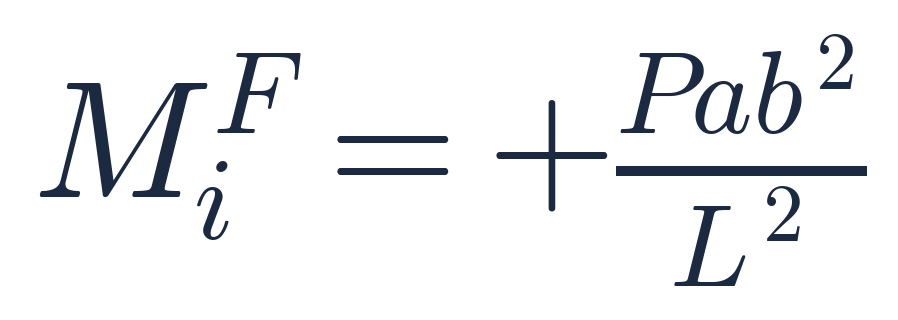 $M_i^F = +\frac{Pab^2}{L^2}$